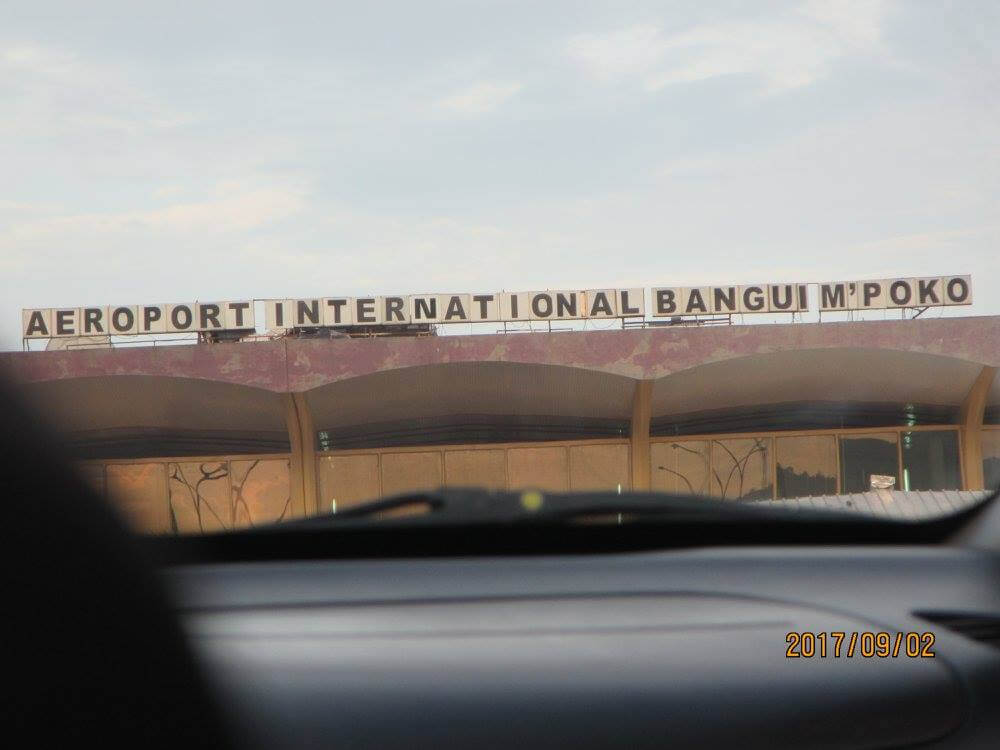 AEROPORT INTERNATIONAL BANGUI M'POKO
2017/09/02